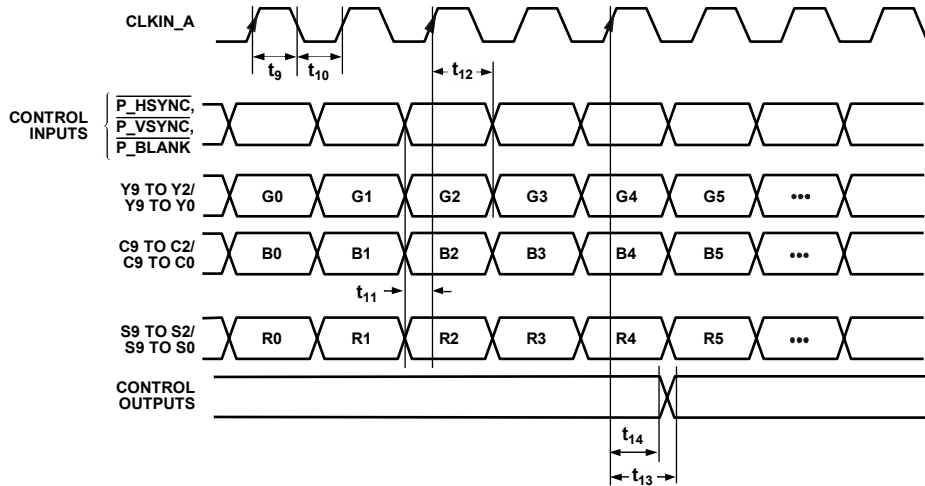 CLKIN_A
t9
t10
t12
CONTROL
INPUTS
P_HSYNC,
P_VSYNC,
P_BLANK
Y9 TO Y2/
Y9 TO Y0
G0 G1 G2 G3 G4 G5 •••
C9 TO C2/
C9 TO C0
B0 B1 B2 B3 B4 B5 •••
t11
S9 TO S2/
S9 TO S0
R0 R1 R2 R3 R4 R5 •••
CONTROL
OUTPUTS
t14
t13